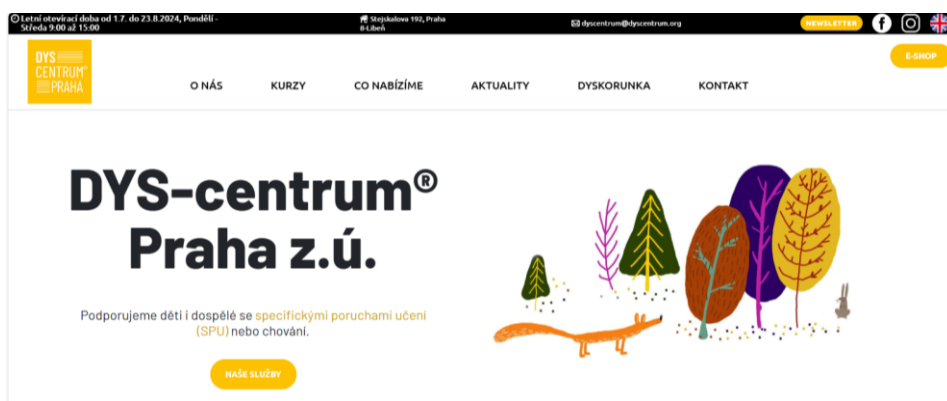 Letní otevírací doba od 1.7. do 23.8.2024, Pondělí -
Středa 9:00 až 15:00
Stejskalova 192, Praha
8-Libeň
dyscentrum@dyscentrum.org
NEWSLETTER
E-SHOP
DYS
CENTRUM®
PRAHA
O NÁS
KURZY
CO NABÍZÍME
AKTUALITY
DYSKORUNKA
KONTAKT
DYS-centrum®
Praha z.ú.
Podporujeme děti i dospělé se specifickými poruchami učení
(SPU) nebo chování.
NAŠE SLUŽBY